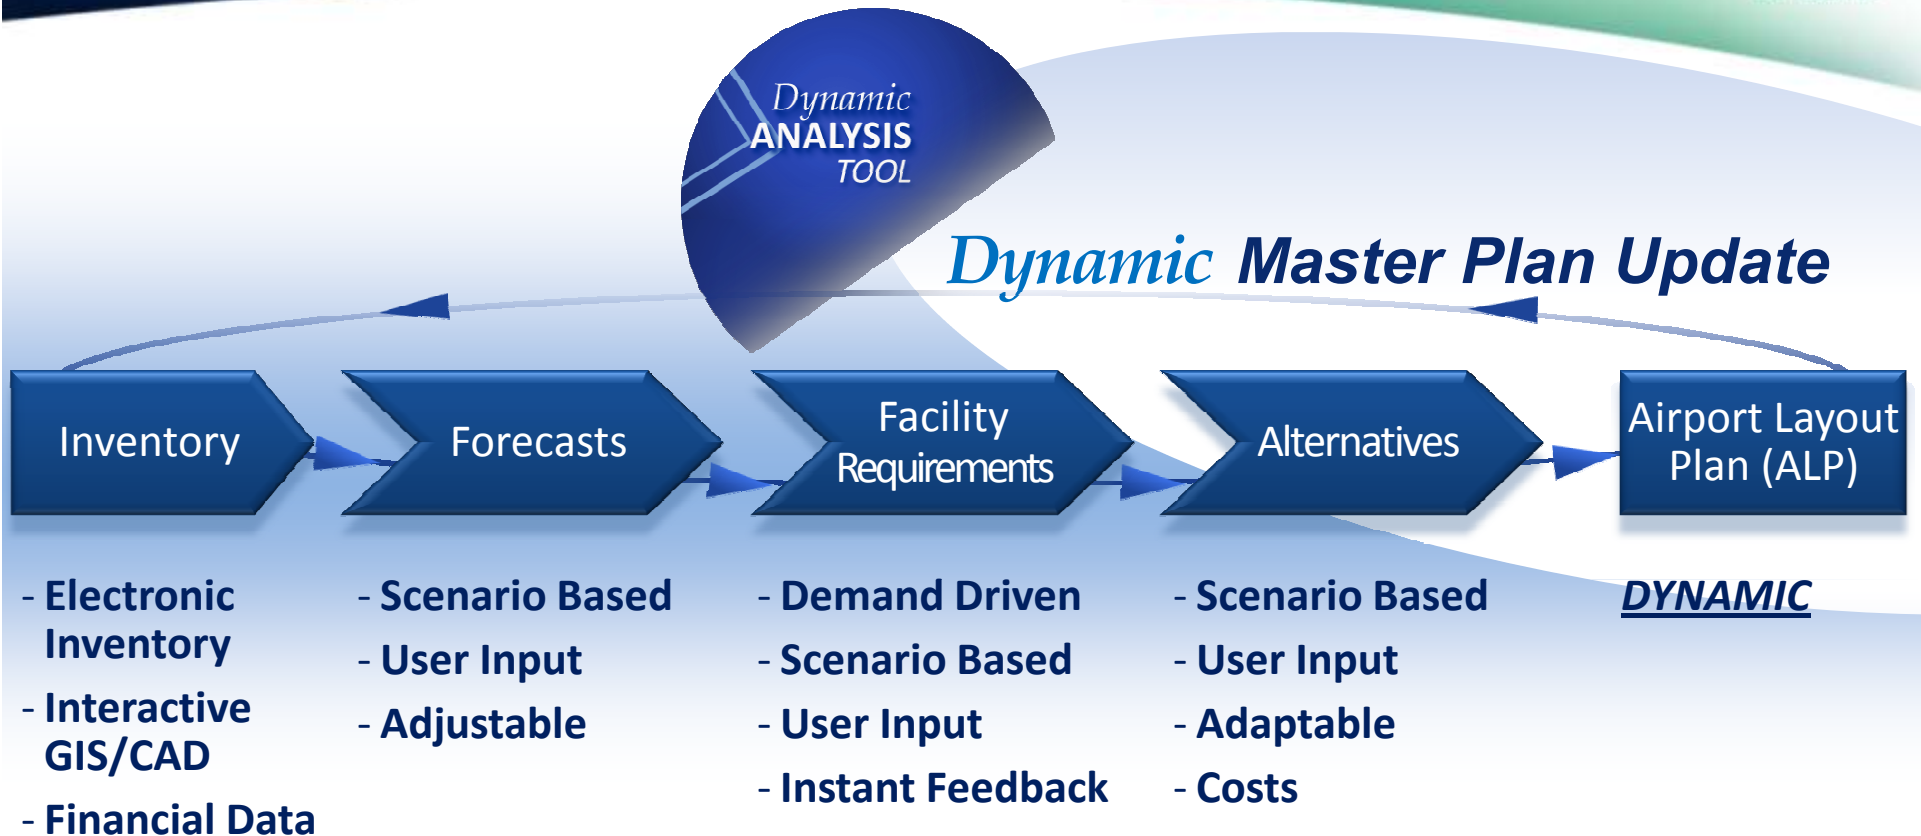 Dynamic
ANALYSIS
TOOL
Dynamic Master Plan Update
Inventory
Forecasts
Facility
Requirements
Alternatives
Airport Layout
Plan (ALP)
- Electronic
Inventory
- Interactive
GIS/CAD
- Financial Data
- Scenario Based
- User Input
- Adjustable
- Demand Driven
- Scenario Based
- User Input
- Instant Feedback
- Scenario Based
- User Input
- Adaptable
- Costs
DYNAMIC